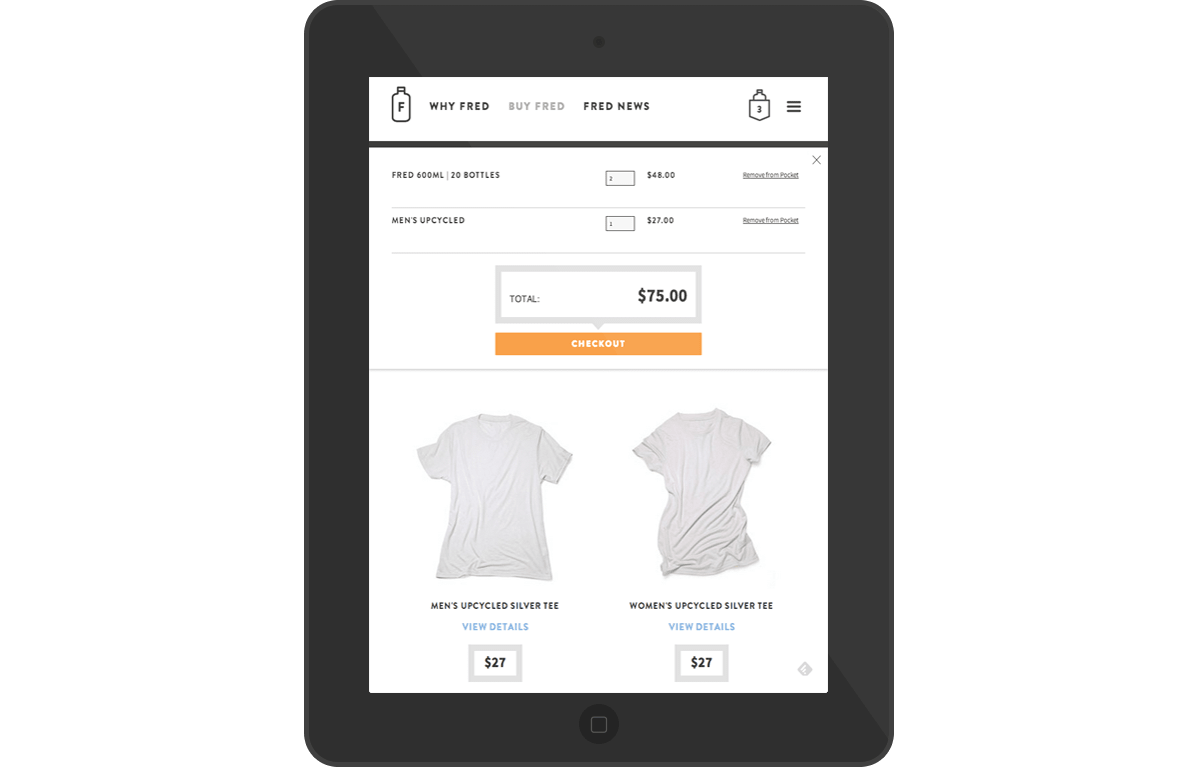 F WHY FRED BUY FRED FRED NEWS 3
FRED 600ML | 20 BOTTLES 2 $48.00 Remove from Pocket
MEN'S UPCYCLED 1 $27.00 Remove from Pocket
TOTAL: $75.00
CHECKOUT
MEN'S UPCYCLED SILVER TEE WOMEN'S UPCYCLED SILVER TEE
VIEW DETAILS VIEW DETAILS
$27 $27